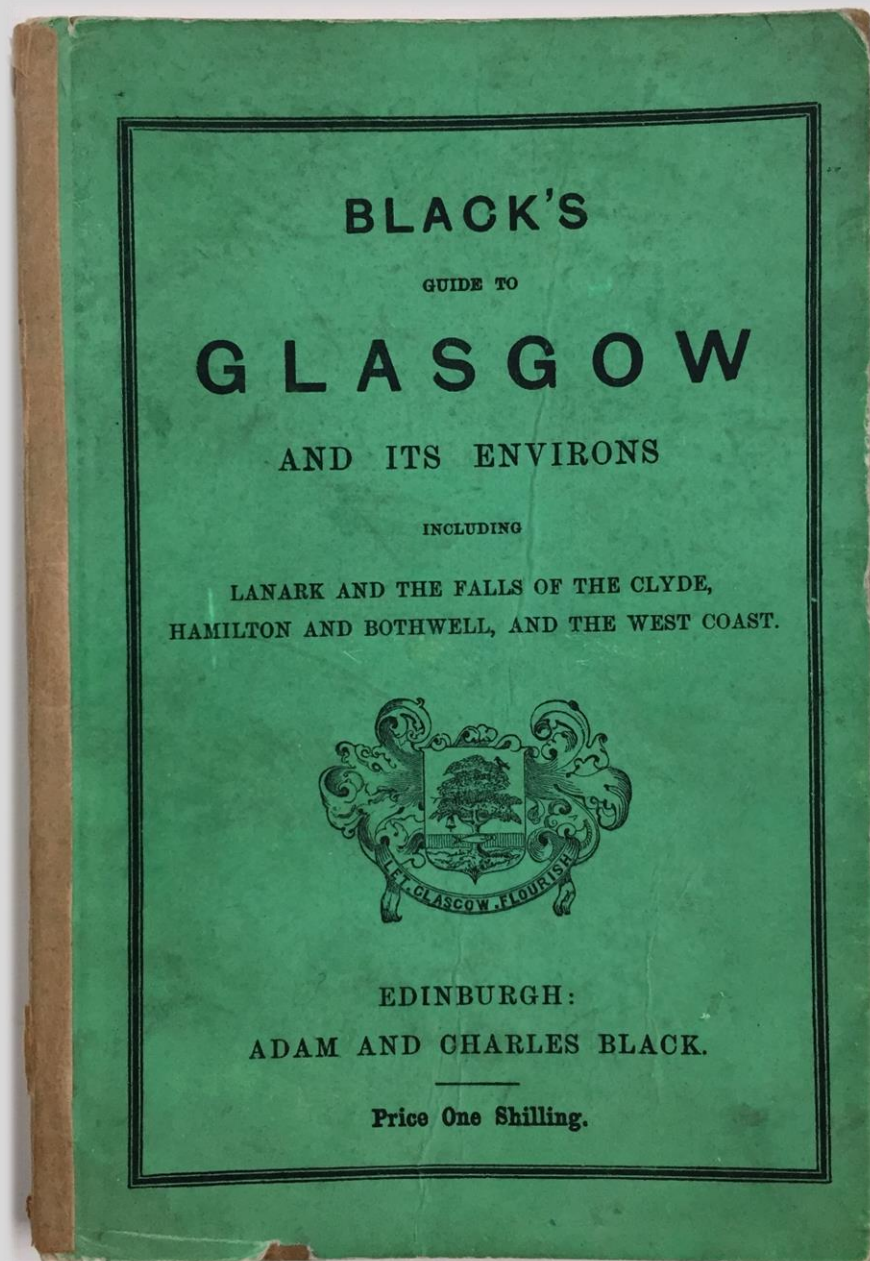 BLACK'S
GUIDE TO
GLASGOW
AND ITS ENVIRONS
INCLUDING
LANARK AND THE FALLS OF THE CLYDE,
HAMILTON AND BOTHWELL, AND THE WEST COAST.
LET.GLASGOW.FLOURISH
EDINBURGH:
ADAM AND CHARLES BLACK.
Price One Shilling.